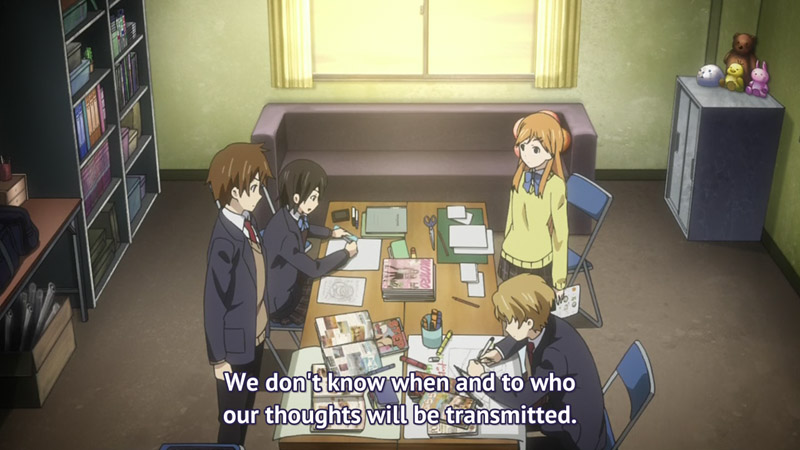 We don't know when and to who
our thoughts will be transmitted.